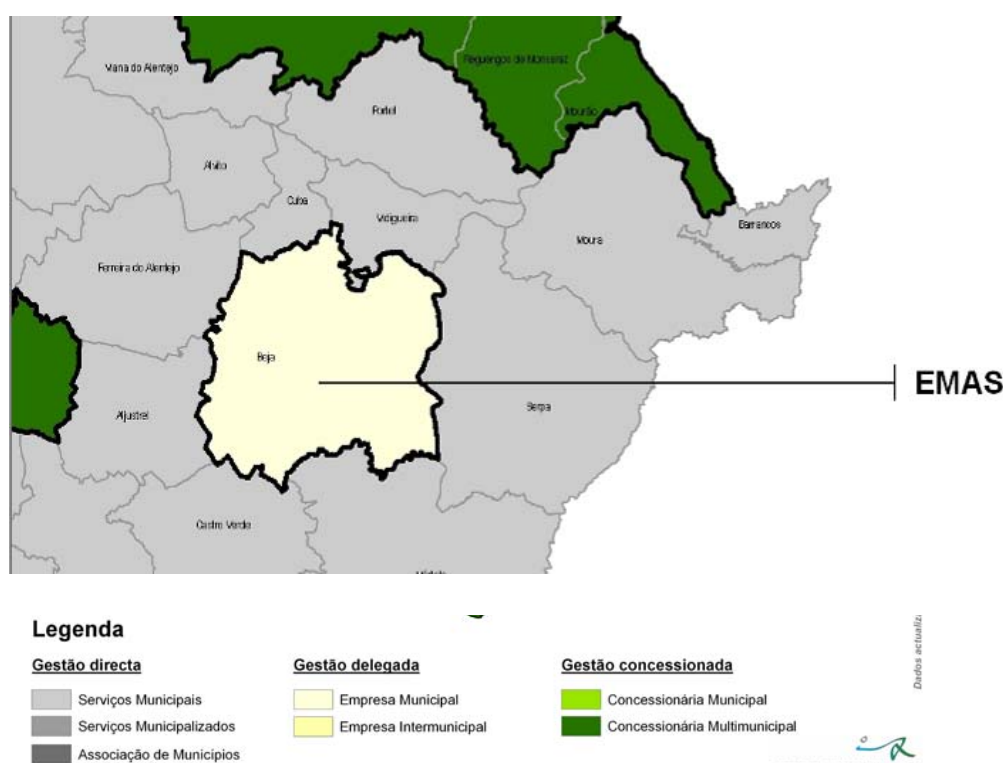 Viana do Alentejo
Reguengos de Monsaraz
Portel
Mourão
Alvito
Cuba
Vidigueira
Barrancos
Moura
Ferreira do Alentejo
Beja
EMAS
Serpa
Aljustrel
Castro Verde
Legenda
Gestão directa
Gestão delegada
Gestão concessionada
Serviços Municipais
Empresa Municipal
Concessionária Municipal
Serviços Municipalizados
Empresa Intermunicipal
Concessionária Multimunicipal
Associação de Municípios
Dados